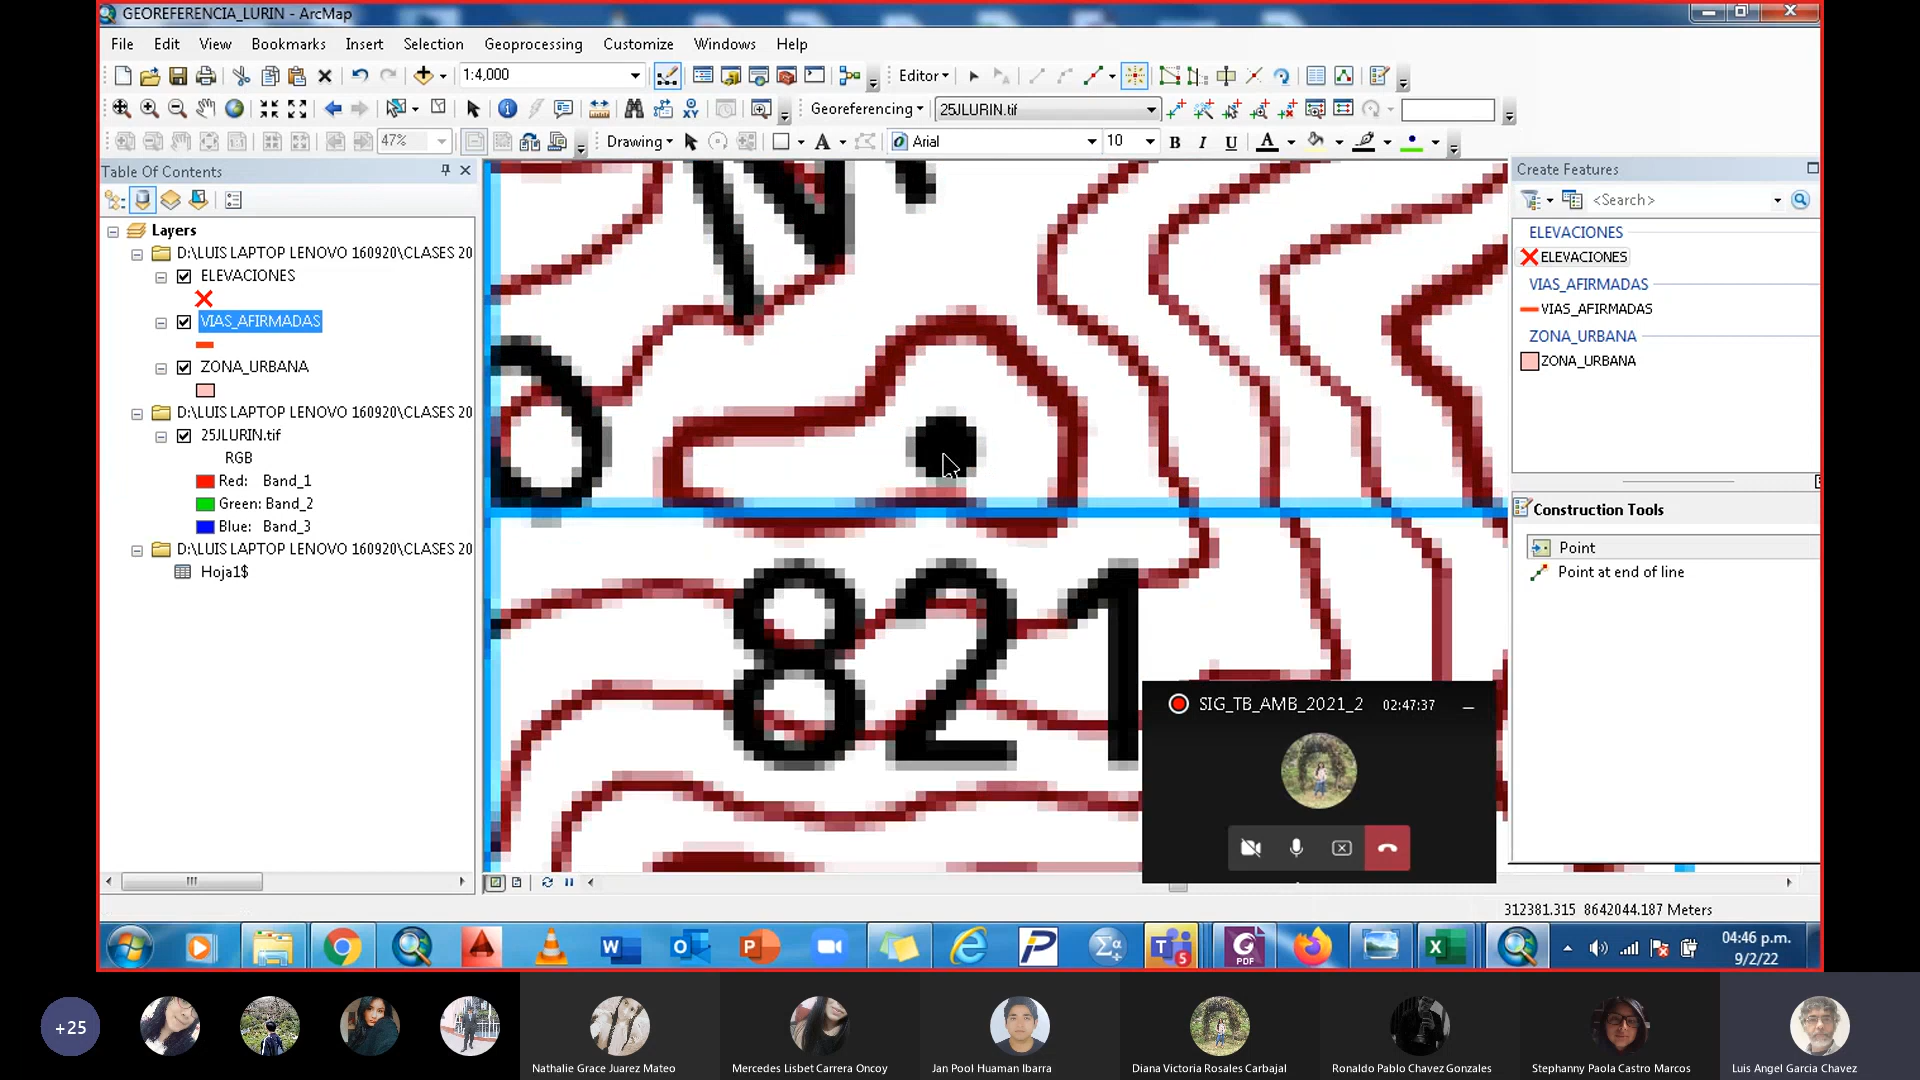 GEOREFERENCIA_LURIN - ArcMap
File Edit View Bookmarks Insert Selection Geoprocessing Customize Windows Help
1:4,000 Editor
Georeferencing 25JLURIN.tif
47% Drawing A Arial 10 B I U A
Table Of Contents
Layers
D:\LUIS LAPTOP LENOVO 160920\CLASES 20
ELEVACIONES
VIAS_AFIRMADAS
ZONA_URBANA
D:\LUIS LAPTOP LENOVO 160920\CLASES 20
25JLURIN.tif
RGB
Red: Band_1
Green: Band_2
Blue: Band_3
D:\LUIS LAPTOP LENOVO 160920\CLASES 20
Hoja1$
821
Create Features
<Search>
ELEVACIONES
ELEVACIONES
VIAS_AFIRMADAS
VIAS_AFIRMADAS
ZONA_URBANA
ZONA_URBANA
Construction Tools
Point
Point at end of line
SIG_TB_AMB_2021_2 02:47:37
312381.315 8642044.187 Meters
04:46 p.m.
9/2/22
+25
Nathalie Grace Juarez Mateo
Mercedes Lisbet Carrera Oncoy
Jan Pool Huaman Ibarra
Diana Victoria Rosales Carbajal
Ronaldo Pablo Chavez Gonzales
Stephanny Paola Castro Marcos
Luis Angel Garcia Chavez